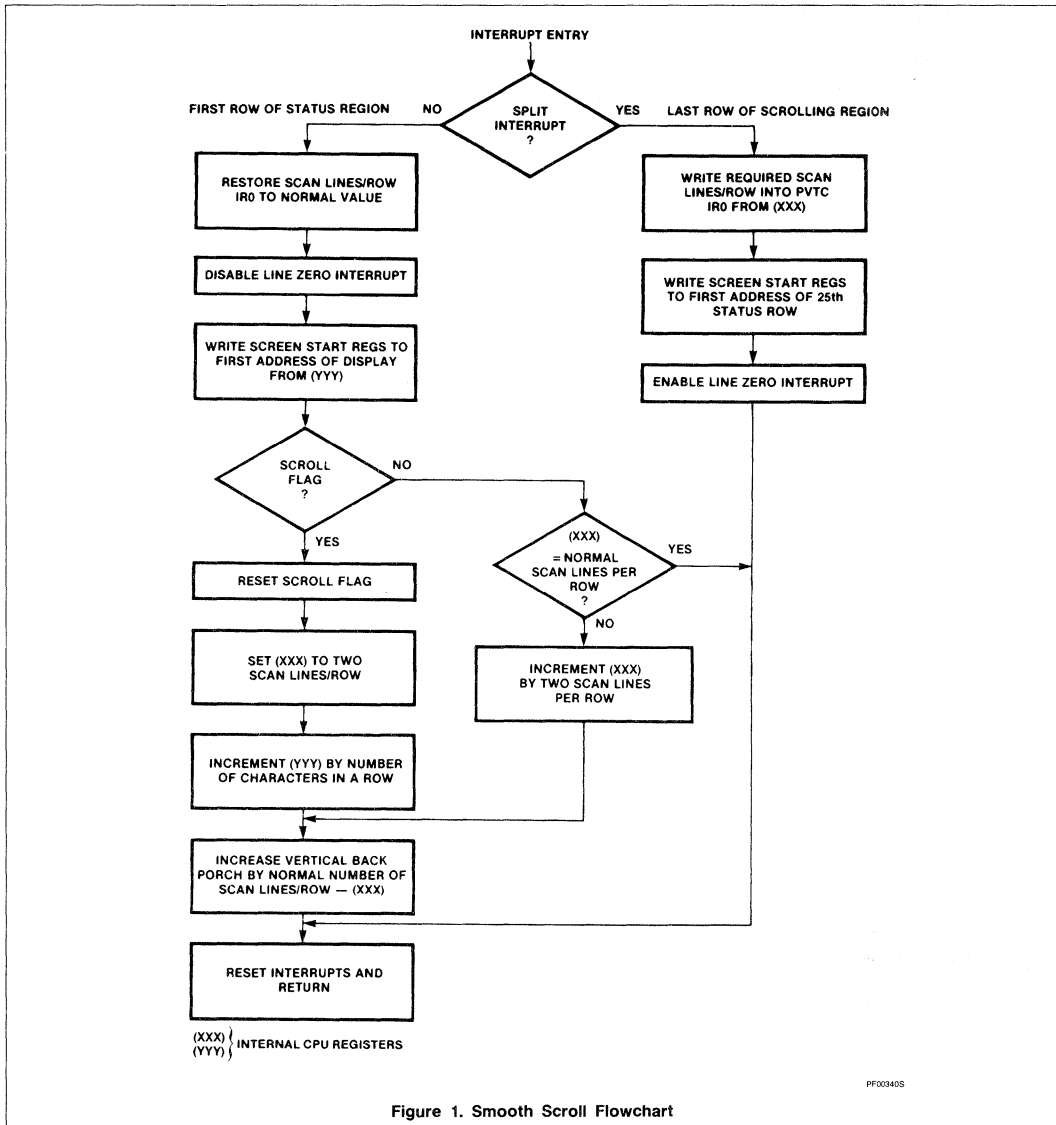 INTERRUPT ENTRY
FIRST ROW OF STATUS REGION
NO
SPLIT
INTERRUPT
?
YES
LAST ROW OF SCROLLING REGION
RESTORE SCAN LINES/ROW
IR0 TO NORMAL VALUE
DISABLE LINE ZERO INTERRUPT
WRITE SCREEN START REGS TO
FIRST ADDRESS OF DISPLAY
FROM (YYY)
WRITE REQUIRED SCAN
LINES/ROW INTO PVTC
IR0 FROM (XXX)
WRITE SCREEN START REGS
TO FIRST ADDRESS OF 25th
STATUS ROW
ENABLE LINE ZERO INTERRUPT
SCROLL
FLAG
?
NO
YES
(XXX)
= NORMAL
SCAN LINES PER
ROW
?
YES
NO
RESET SCROLL FLAG
SET (XXX) TO TWO
SCAN LINES/ROW
INCREMENT (XXX)
BY TWO SCAN LINES
PER ROW
INCREMENT (YYY) BY NUMBER
OF CHARACTERS IN A ROW
INCREASE VERTICAL BACK
PORCH BY NORMAL NUMBER OF
SCAN LINES/ROW — (XXX)
RESET INTERRUPTS AND
RETURN
(XXX)
(YYY)
} INTERNAL CPU REGISTERS
PF00340S
Figure 1. Smooth Scroll Flowchart